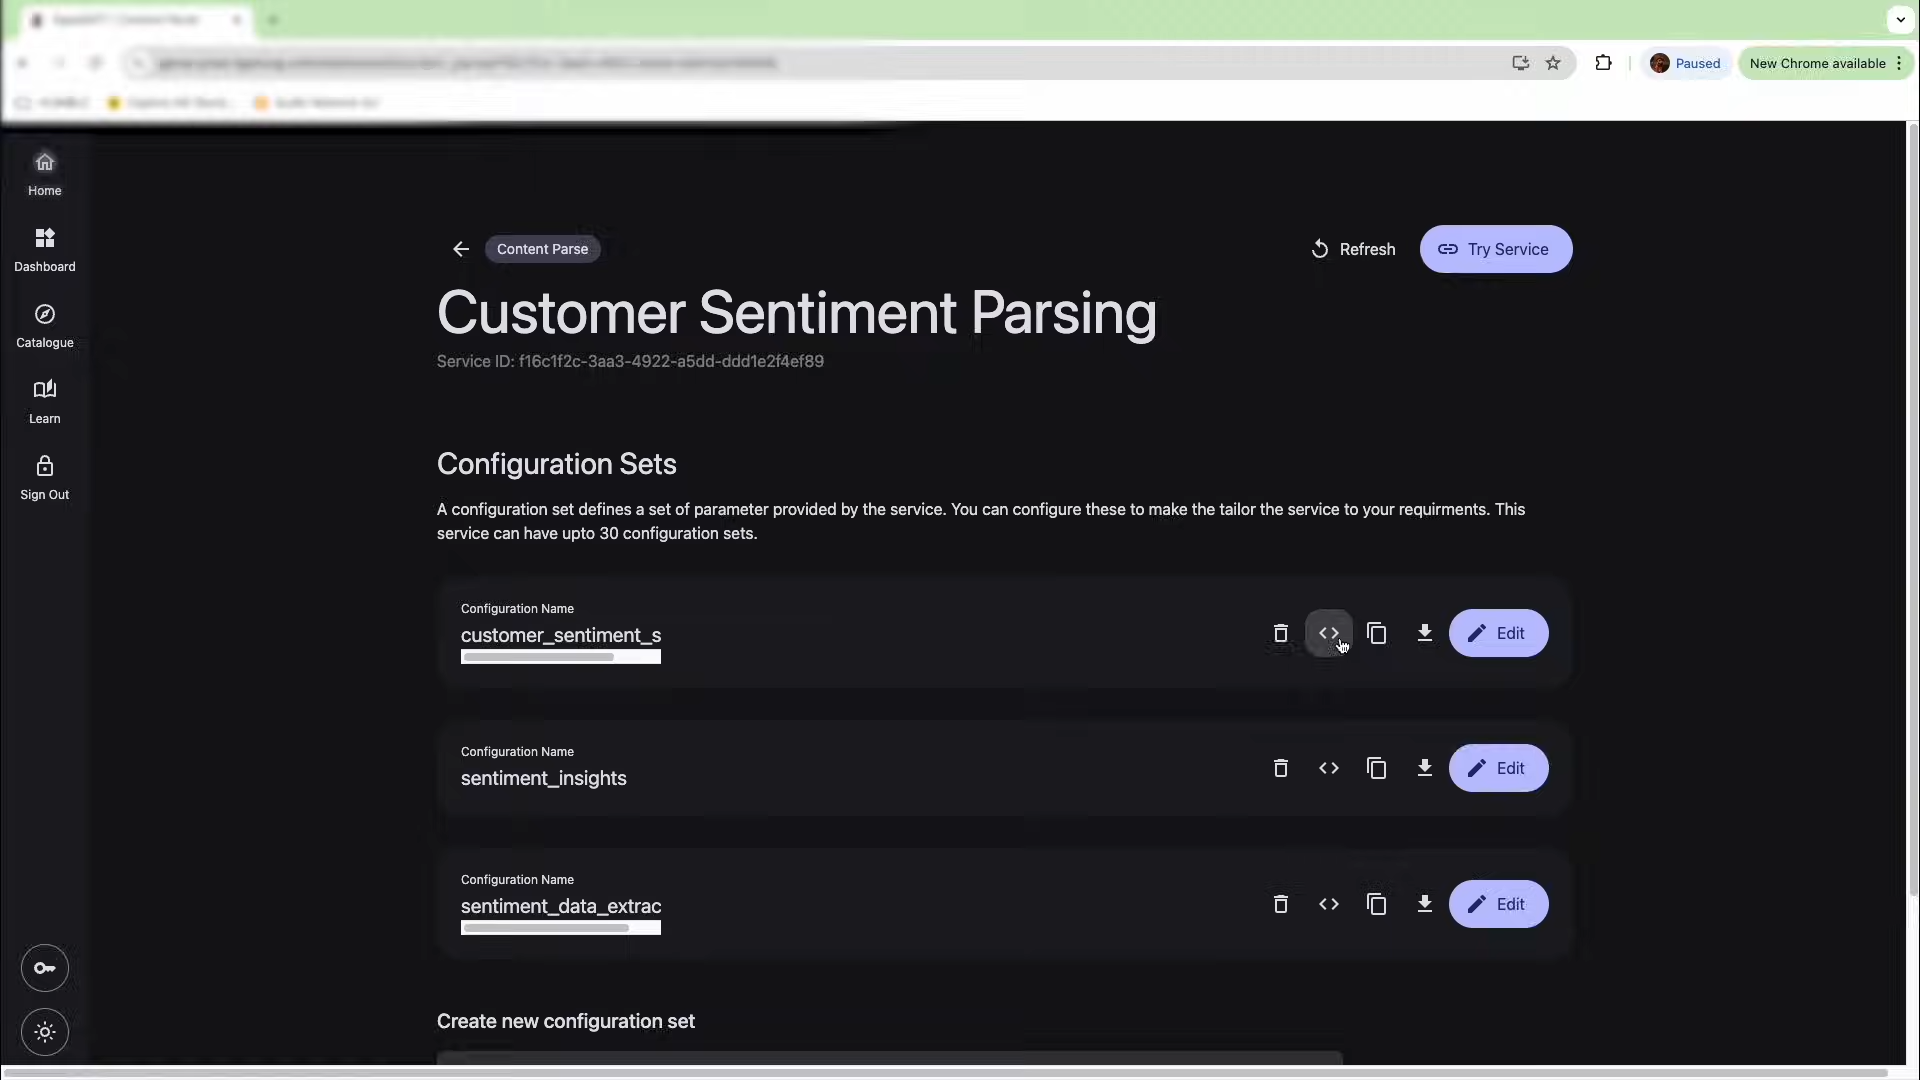 Paused
New Chrome available
Home
Dashboard
Catalogue
Learn
Sign Out
Content Parse
Refresh
Try Service
Customer Sentiment Parsing
Service ID: f16c1f2c-3aa3-4922-a5dd-ddd1e2f4ef89
Configuration Sets
A configuration set defines a set of parameter provided by the service. You can configure these to make the tailor the service to your requirments. This
service can have upto 30 configuration sets.
Configuration Name
customer_sentiment_s
Edit
Configuration Name
sentiment_insights
Edit
Configuration Name
sentiment_data_extrac
Edit
Create new configuration set